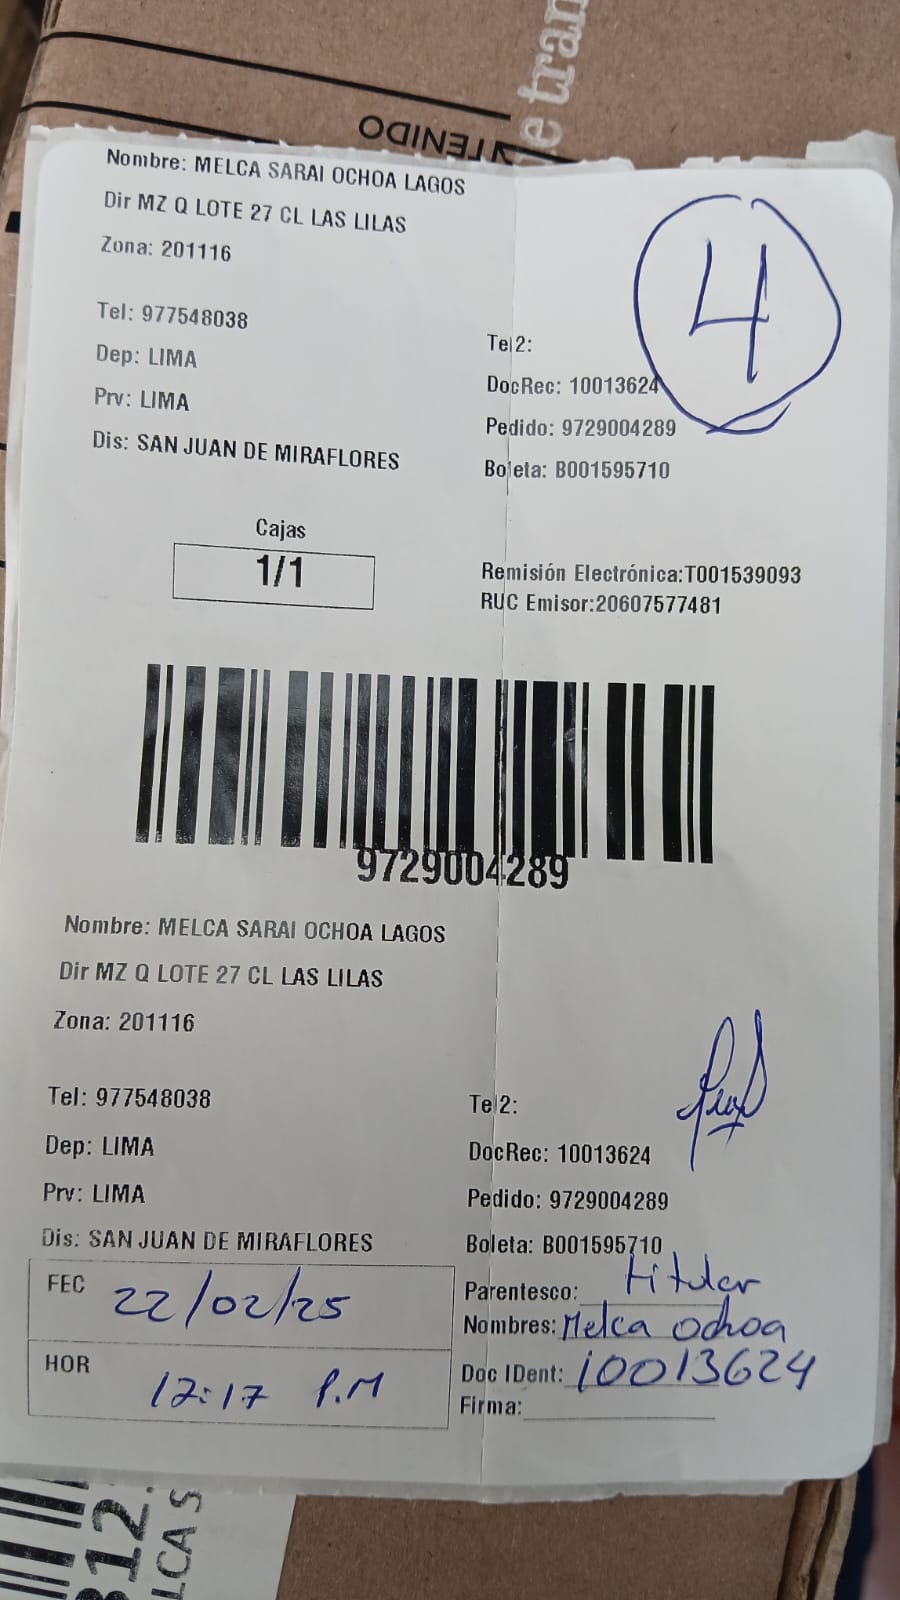 e tran
TENIDO
Nombre: MELCA SARAI OCHOA LAGOS
Dir MZ Q LOTE 27 CL LAS LILAS
Zona: 201116
4
Tel: 977548038
Tel2:
Dep: LIMA
DocRec: 10013624
Prv: LIMA
Pedido: 9729004289
Dis: SAN JUAN DE MIRAFLORES
Boleta: B001595710
Cajas
1/1
Remisión Electrónica:T001539093
RUC Emisor:20607577481
9729004289
Nombre: MELCA SARAI OCHOA LAGOS
Dir MZ Q LOTE 27 CL LAS LILAS
Zona: 201116
Tel: 977548038
Tel2:
Dep: LIMA
DocRec: 10013624
Prv: LIMA
Pedido: 9729004289
Dis: SAN JUAN DE MIRAFLORES
Boleta: B001595710
FEC 22/02/25
Parentesco: titular
Nombres: Melca ochoa
HOR 12:17 P.M
Doc IDent: 10013624
Firma:
312.
LCA S